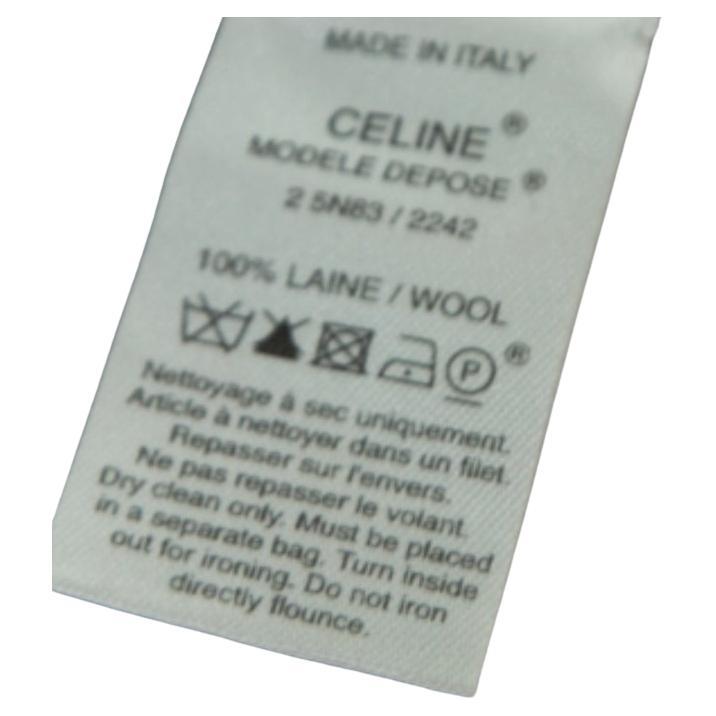 MADE IN ITALY
CELINE ®
MODELE DEPOSE ®
2 5N83 / 2242
100% LAINE / WOOL
P ®
Nettoyage à sec uniquement.
Article à nettoyer dans un filet.
Repasser sur l'envers.
Ne pas repasser le volant.
Dry clean only. Must be placed
in a separate bag. Turn inside
out for ironing. Do not iron
directly flounce.